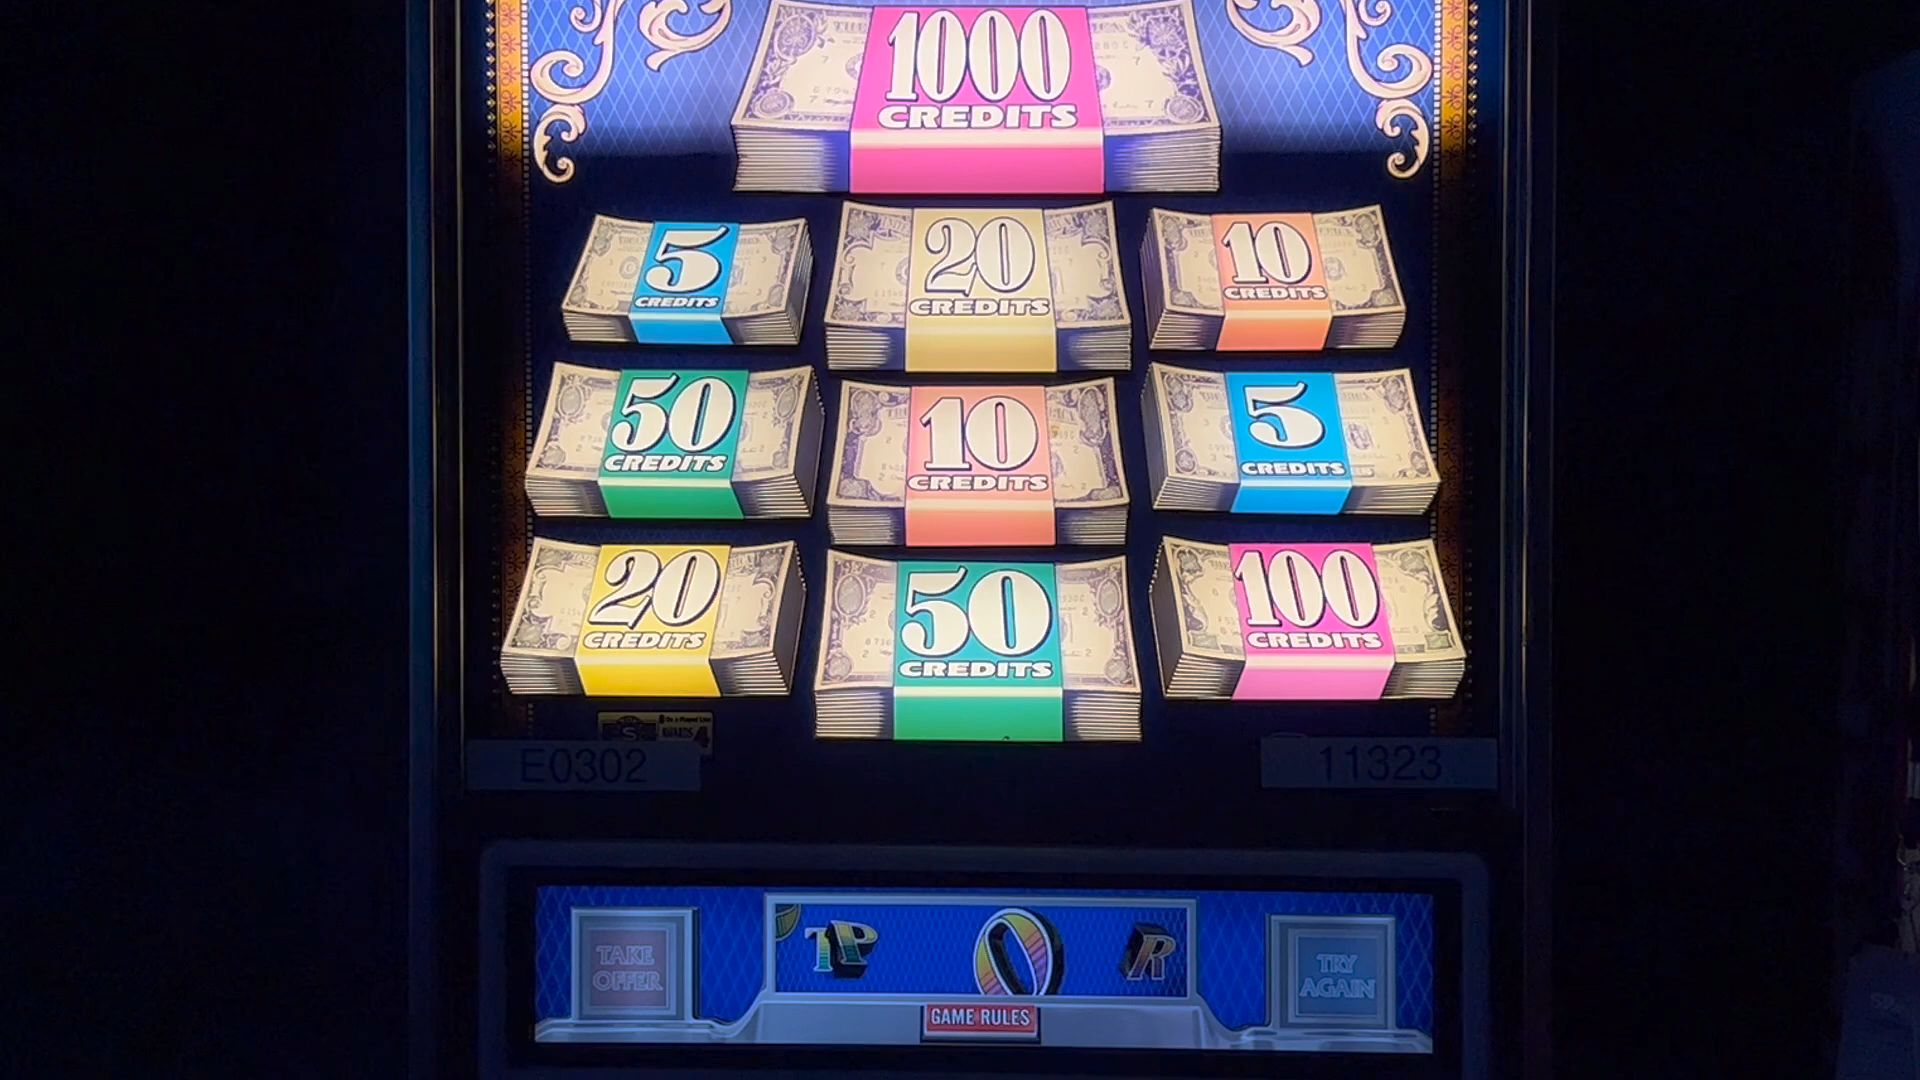 1000
CREDITS
5
CREDITS
20
CREDITS
10
CREDITS
50
CREDITS
10
CREDITS
5
CREDITS
20
CREDITS
50
CREDITS
100
CREDITS
E0302
11323
TAKE
OFFER
T P O R
TRY
AGAIN
GAME RULES